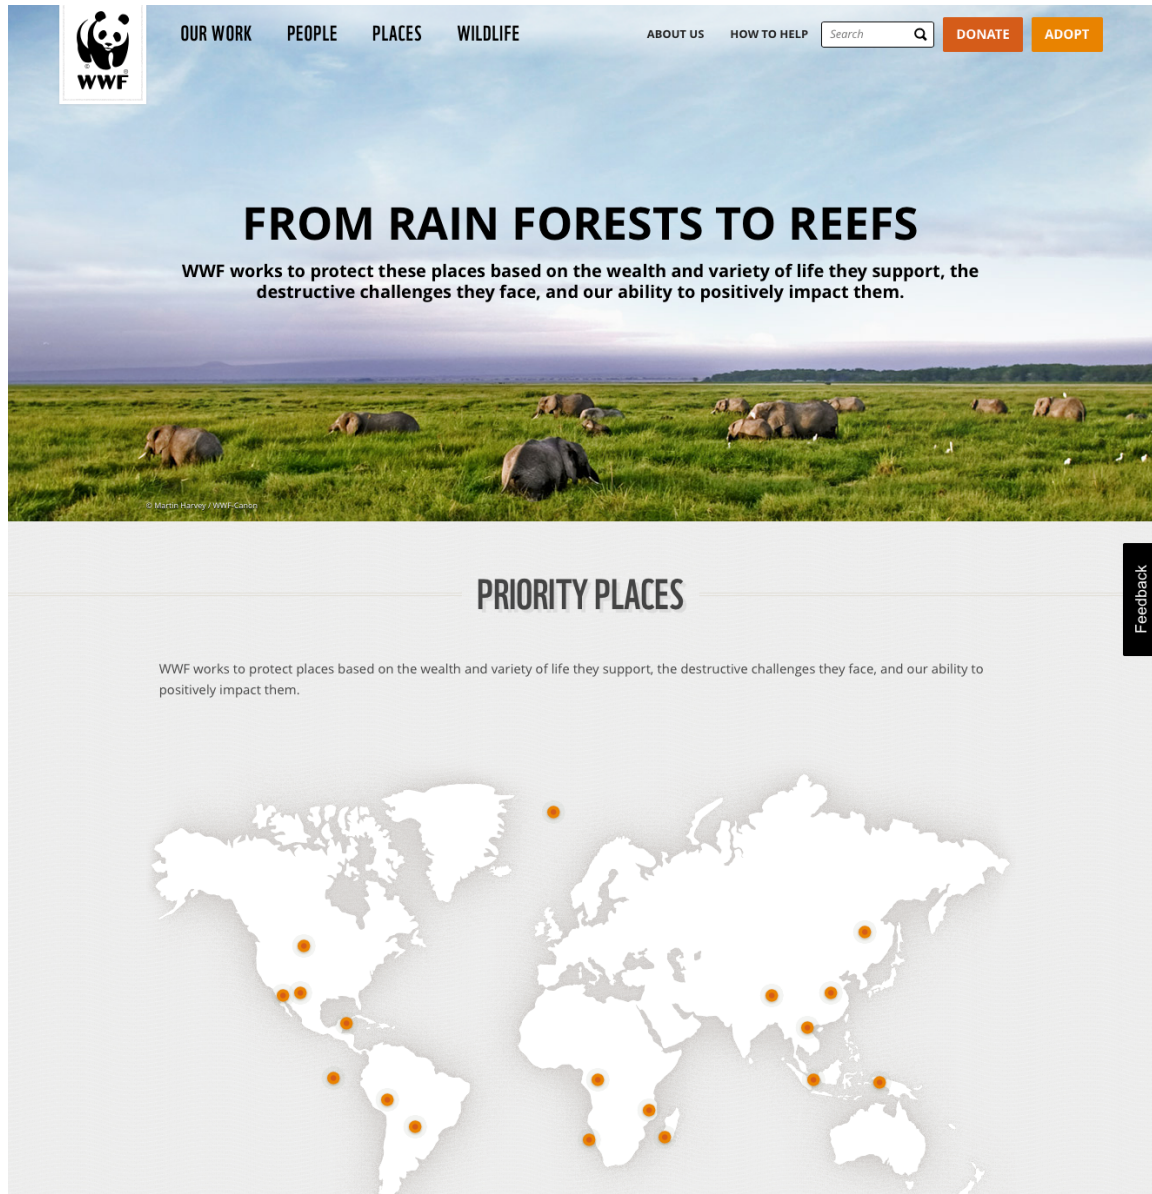 OUR WORK PEOPLE PLACES WILDLIFE ABOUT US HOW TO HELP Search DONATE ADOPT
WWF
FROM RAIN FORESTS TO REEFS
WWF works to protect these places based on the wealth and variety of life they support, the
destructive challenges they face, and our ability to positively impact them.
© Martin Harvey / WWF-Canon
Feedback
PRIORITY PLACES
WWF works to protect places based on the wealth and variety of life they support, the destructive challenges they face, and our ability to
positively impact them.